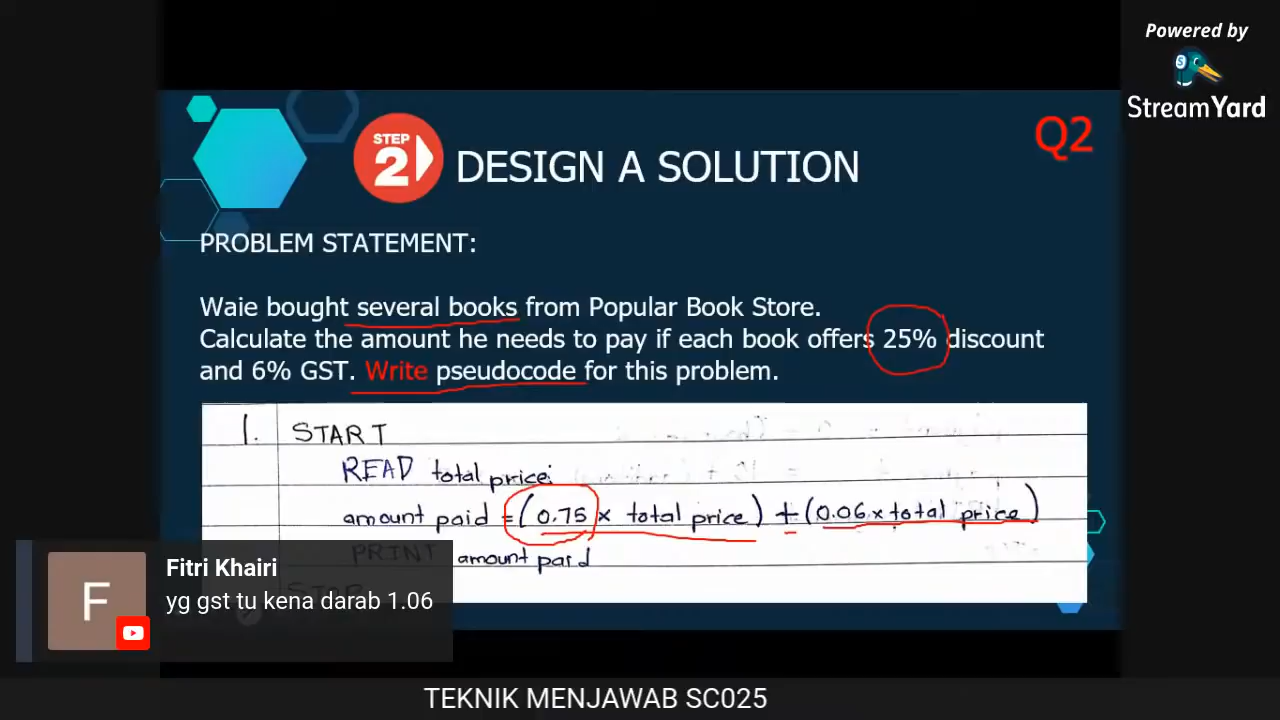 Powered by
S
StreamYard
Q2
STEP
2
DESIGN A SOLUTION
PROBLEM STATEMENT:
Waie bought several books from Popular Book Store.
Calculate the amount he needs to pay if each book offers 25% discount
and 6% GST. Write pseudocode for this problem.
1. START
READ total price;
amount paid = (0.75 x total price) + (0.06 x total price)
PRINT amount paid
STOP
F
Fitri Khairi
yg gst tu kena darab 1.06
TEKNIK MENJAWAB SC025